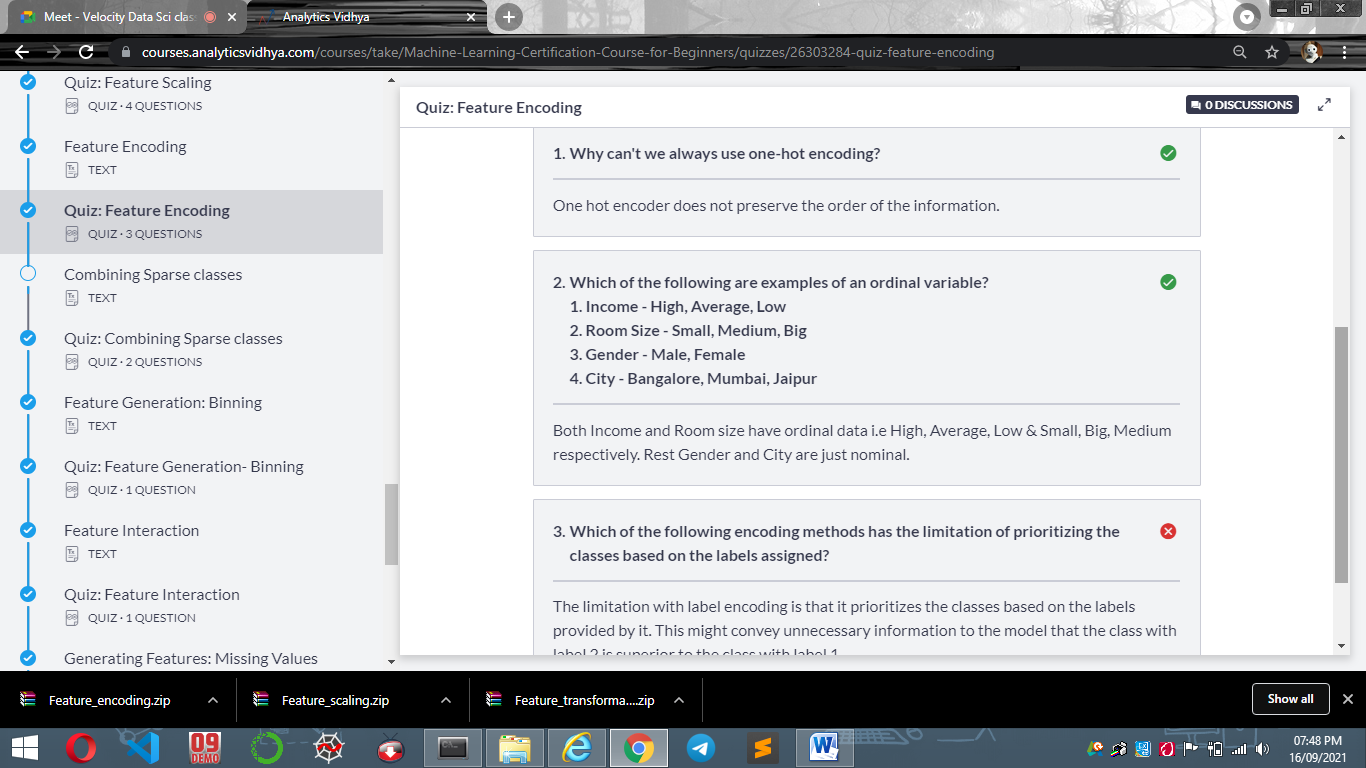 Meet - Velocity Data Sci clas
Analytics Vidhya
courses.analyticsvidhya.com/courses/take/Machine-Learning-Certification-Course-for-Beginners/quizzes/26303284-quiz-feature-encoding
Quiz: Feature Scaling
QUIZ · 4 QUESTIONS
Feature Encoding
TEXT
Quiz: Feature Encoding
QUIZ · 3 QUESTIONS
Combining Sparse classes
TEXT
Quiz: Combining Sparse classes
QUIZ · 2 QUESTIONS
Feature Generation: Binning
TEXT
Quiz: Feature Generation- Binning
QUIZ · 1 QUESTION
Feature Interaction
TEXT
Quiz: Feature Interaction
QUIZ · 1 QUESTION
Generating Features: Missing Values
Quiz: Feature Encoding
0 DISCUSSIONS
1. Why can't we always use one-hot encoding?
One hot encoder does not preserve the order of the information.
2. Which of the following are examples of an ordinal variable?
1. Income - High, Average, Low
2. Room Size - Small, Medium, Big
3. Gender - Male, Female
4. City - Bangalore, Mumbai, Jaipur
Both Income and Room size have ordinal data i.e High, Average, Low & Small, Big, Medium
respectively. Rest Gender and City are just nominal.
3. Which of the following encoding methods has the limitation of prioritizing the
classes based on the labels assigned?
The limitation with label encoding is that it prioritizes the classes based on the labels
provided by it. This might convey unnecessary information to the model that the class with
label 2 is superior to the class with label 1.
Feature_encoding.zip
Feature_scaling.zip
Feature_transforma....zip
Show all
09
DEMO
07:48 PM
16/09/2021